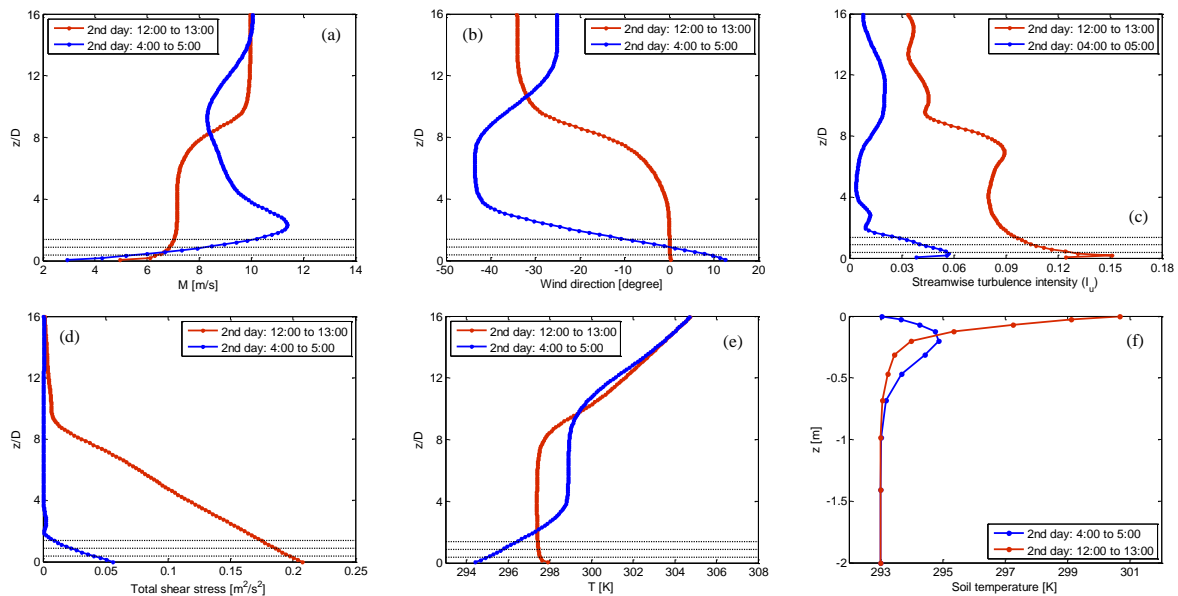 16
12
8
4
0
z/D
2nd day: 12:00 to 13:00
2nd day: 4:00 to 5:00
(a)
2 4 6 8 10 12 14
M [m/s]
16
12
8
4
0
z/D
2nd day: 12:00 to 13:00
2nd day: 4:00 to 5:00
(b)
-50 -40 -30 -20 -10 0 10 20
Wind direction [degree]
16
12
8
4
0
z/D
2nd day: 12:00 to 13:00
2nd day: 04:00 to 05:00
(c)
0 0.03 0.06 0.09 0.12 0.15 0.18
Streamwise turbulence intensity (I_u)
16
12
8
4
0
z/D
(d)
2nd day: 12:00 to 13:00
2nd day: 4:00 to 5:00
0 0.05 0.1 0.15 0.2 0.25
Total shear stress [m²/s²]
16
12
8
4
0
z/D
2nd day: 12:00 to 13:00
2nd day: 4:00 to 5:00
(e)
294 296 298 300 302 304 306 308
T [K]
0
-0.5
-1
-1.5
-2
z [m]
(f)
2nd day: 4:00 to 5:00
2nd day: 12:00 to 13:00
293 295 297 299 301
Soil temperature [K]